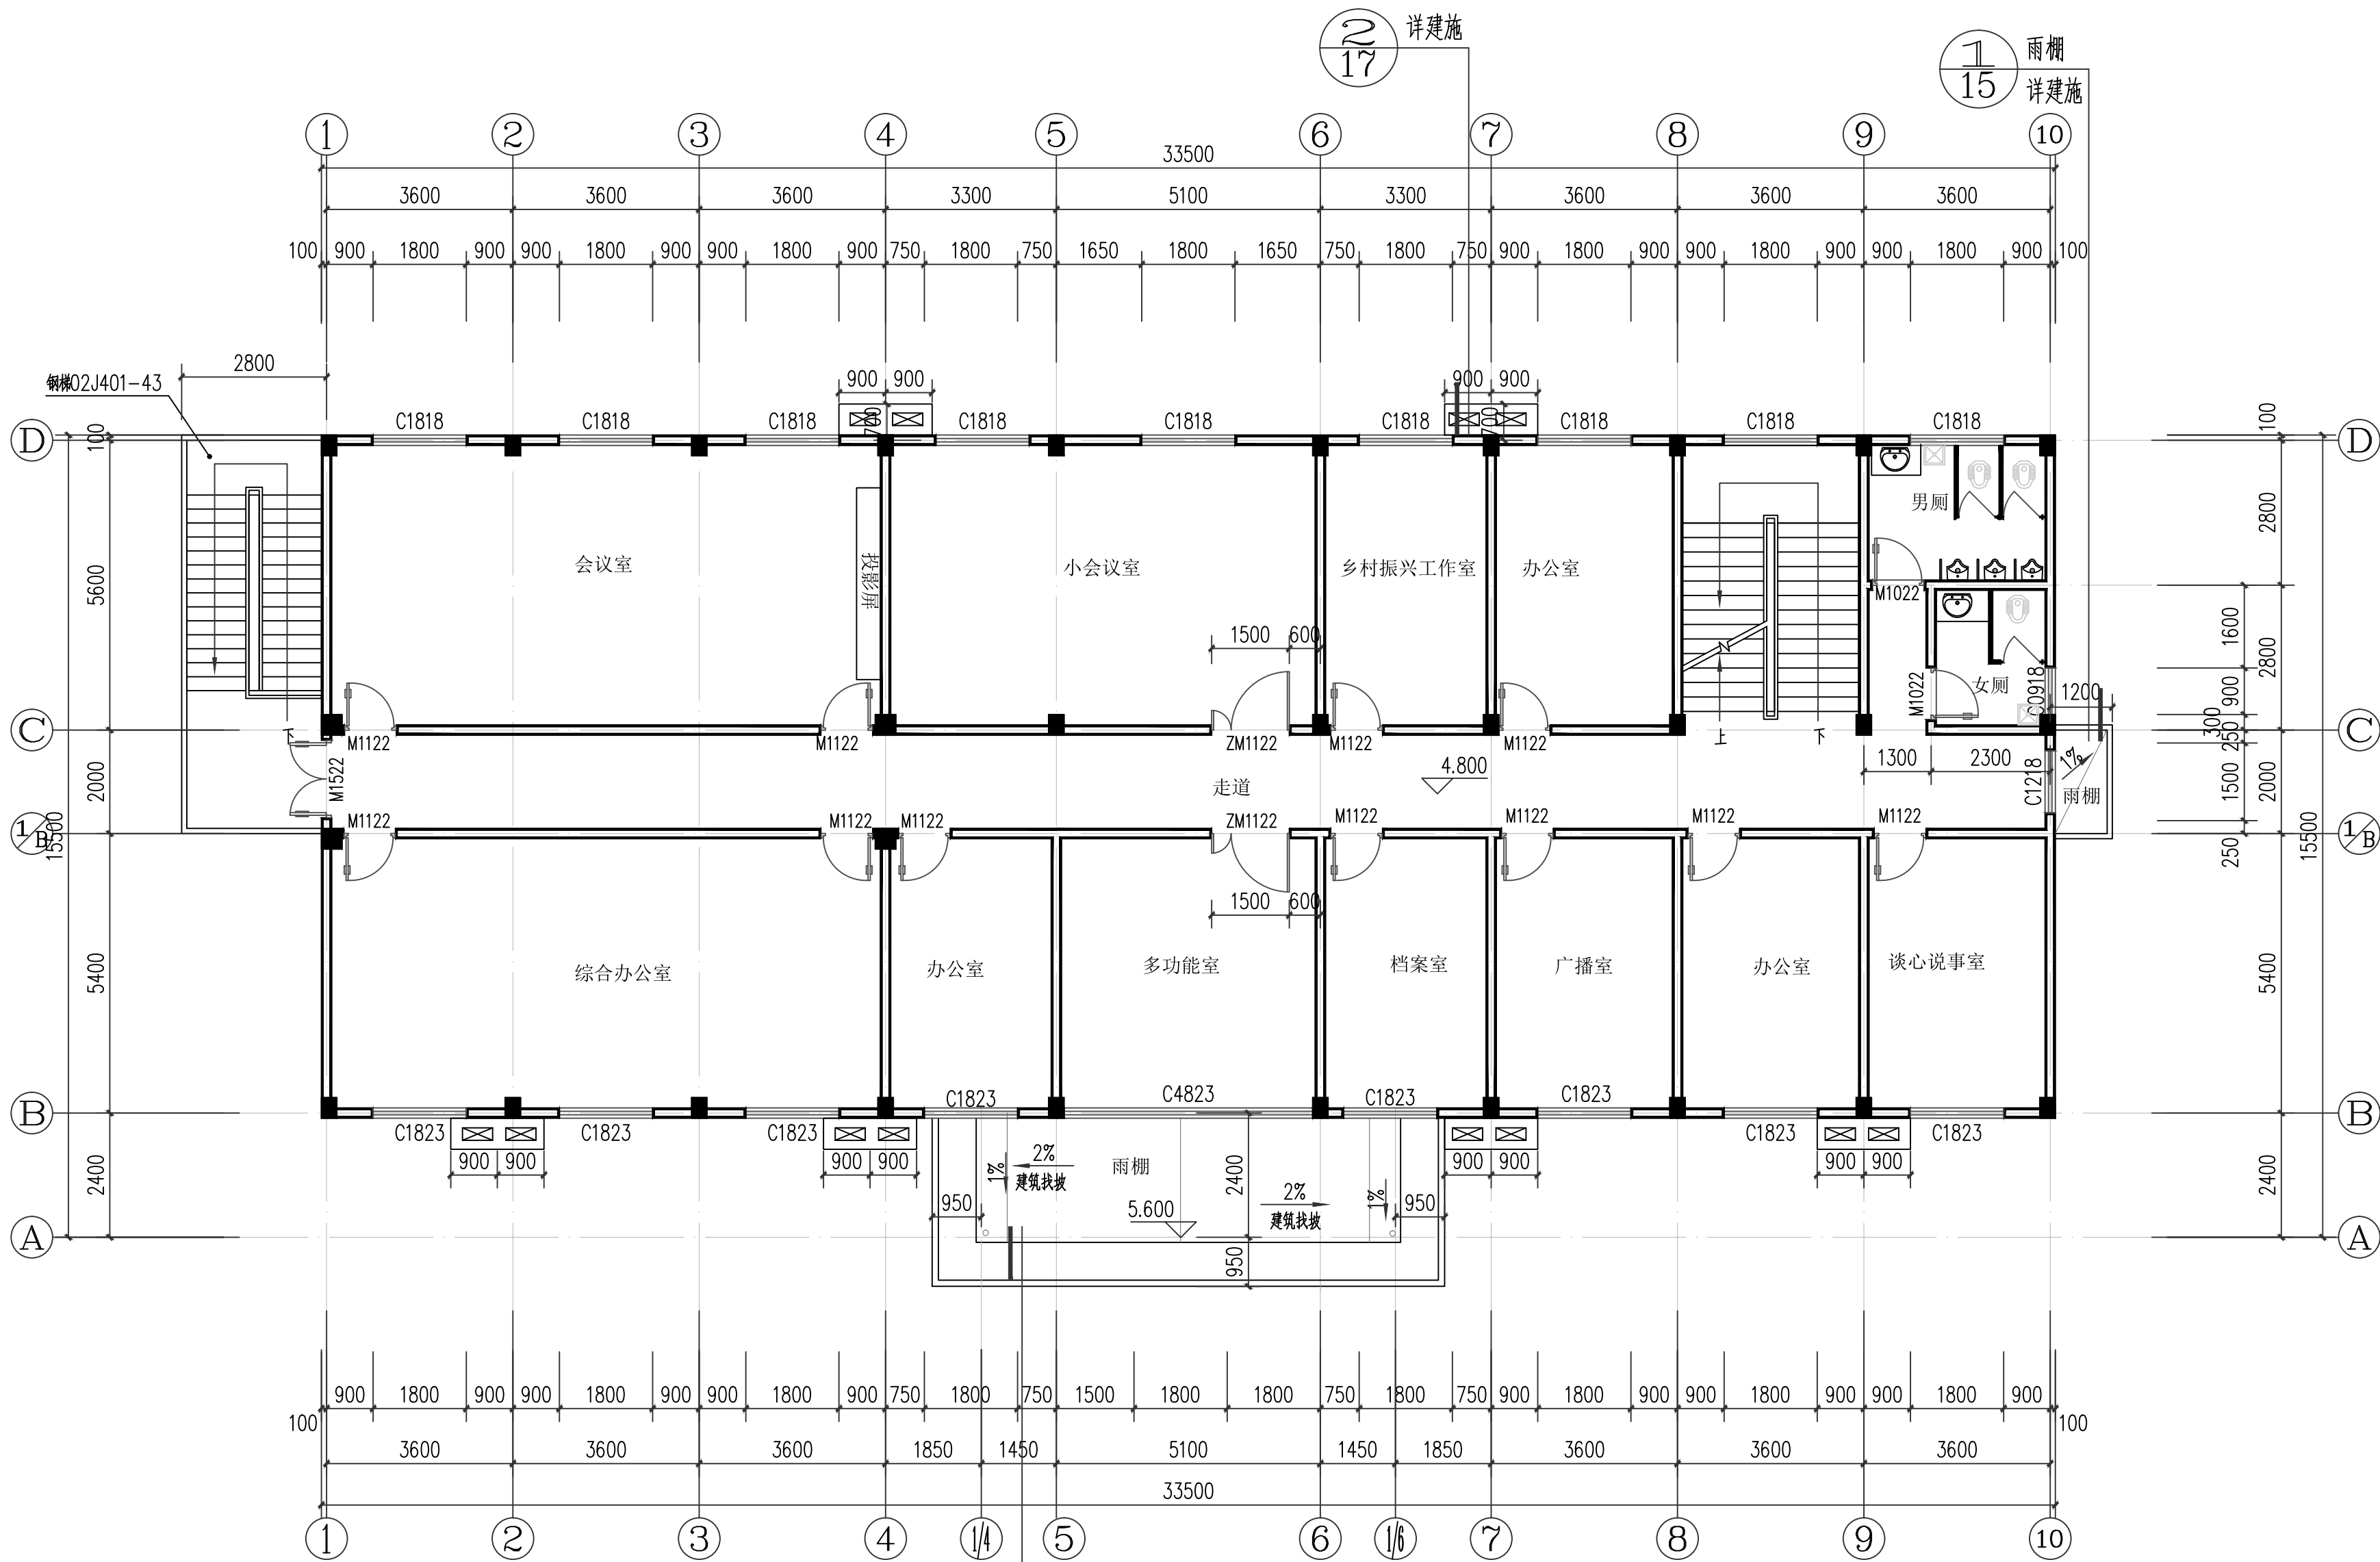 2 详建施
17
1 雨棚
15 详建施
1 2 3 4 5 6 7 8 9 10
33500
3600 3600 3600 3300 5100 3300 3600 3600 3600
100 900 1800 900 900 1800 900 900 1800 900 750 1800 750 1650 1800 1650 750 1800 750 900 1800 900 900 1800 900 900 1800 900 100
2800
钢梯02J401-43
900 900 900 900
C1818 C1818 C1818 700 C1818 C1818 C1818 700 C1818 C1818 C1818
D 100 100 D
男厕
2800
会议室 投影屏 小会议室 乡村振兴工作室 办公室
5600
M1022
1500 600
1600
2800
女厕
M1022
C0918
900
1200
C 下 上 下 300 250 C
M1122 M1122 ZM1122 M1122 M1122
M1522
4.800
1300 2300
1%
2000 走道 C1218 雨棚 1500 2000
1/B 15500 M1122 M1122 M1122 ZM1122 M1122 M1122 M1122 M1122 250 15500 1/B
1500 600
5400 综合办公室 办公室 多功能室 档案室 广播室 办公室 谈心说事室 5400
B C1823 C4823 C1823 C1823 B
C1823 C1823 C1823 C1823 C1823
900 900 900 900 900 900 900 900
2400 1% 2% 雨棚 2400 2% 1% 2400
建筑找坡 建筑找坡
950 5.600 950
A 950 A
900 1800 900 900 1800 900 900 1800 900 750 1800 750 1500 1800 1800 750 1800 750 900 1800 900 900 1800 900 900 1800 900
100 100
3600 3600 3600 1850 1450 5100 1450 1850 3600 3600 3600
33500
1 2 3 4 1/4 5 6 1/6 7 8 9 10